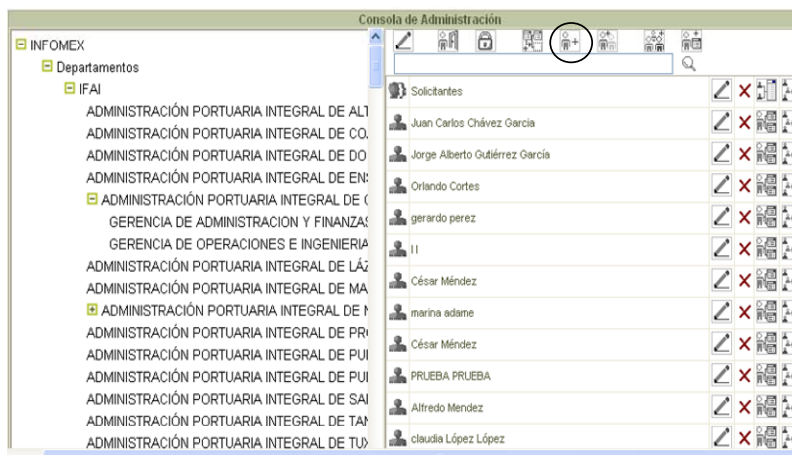 Consola de Administración
INFOMEX
Departamentos
IFAI
ADMINISTRACIÓN PORTUARIA INTEGRAL DE ALT
ADMINISTRACIÓN PORTUARIA INTEGRAL DE CO
ADMINISTRACIÓN PORTUARIA INTEGRAL DE DO
ADMINISTRACIÓN PORTUARIA INTEGRAL DE EN
ADMINISTRACIÓN PORTUARIA INTEGRAL DE
GERENCIA DE ADMINISTRACION Y FINANZAS
GERENCIA DE OPERACIONES E INGENIERIA
ADMINISTRACIÓN PORTUARIA INTEGRAL DE LÁZ
ADMINISTRACIÓN PORTUARIA INTEGRAL DE MA
ADMINISTRACIÓN PORTUARIA INTEGRAL DE
ADMINISTRACIÓN PORTUARIA INTEGRAL DE PR
ADMINISTRACIÓN PORTUARIA INTEGRAL DE PU
ADMINISTRACIÓN PORTUARIA INTEGRAL DE PU
ADMINISTRACIÓN PORTUARIA INTEGRAL DE SA
ADMINISTRACIÓN PORTUARIA INTEGRAL DE TA
ADMINISTRACIÓN PORTUARIA INTEGRAL DE TU
Solicitantes
Juan Carlos Chávez Garcia
Jorge Alberto Gutiérrez García
Orlando Cortes
gerardo perez
l l
César Méndez
marina adame
César Méndez
PRUEBA PRUEBA
Alfredo Mendez
claudia López López